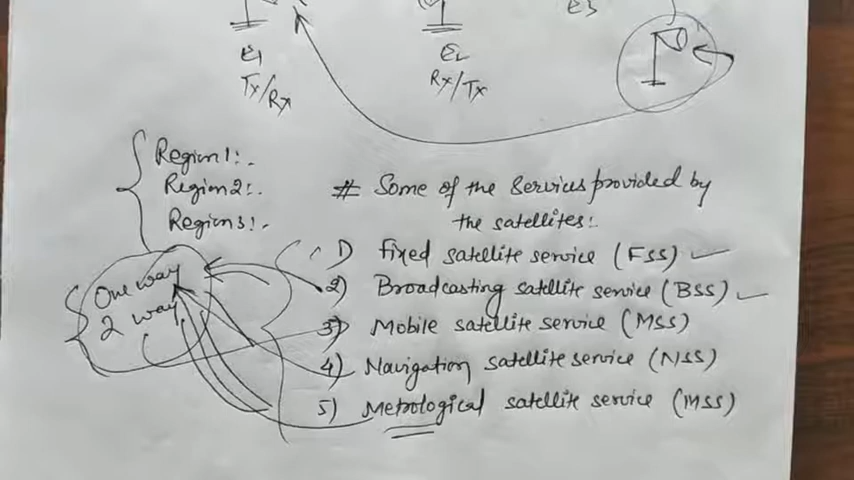 E1
E2
E3
Tx/Rx
Rx/Tx
Region1:.
Region2:.
Region3:.
# Some of the Services provided by
the satellites:
1) fixed satellite service (FSS)
2) Broadcasting satellite service (BSS)
3) Mobile satellite service (MSS)
4) Navigation satellite service (NSS)
5) Metrological satellite service (MSS)
One way
2 way